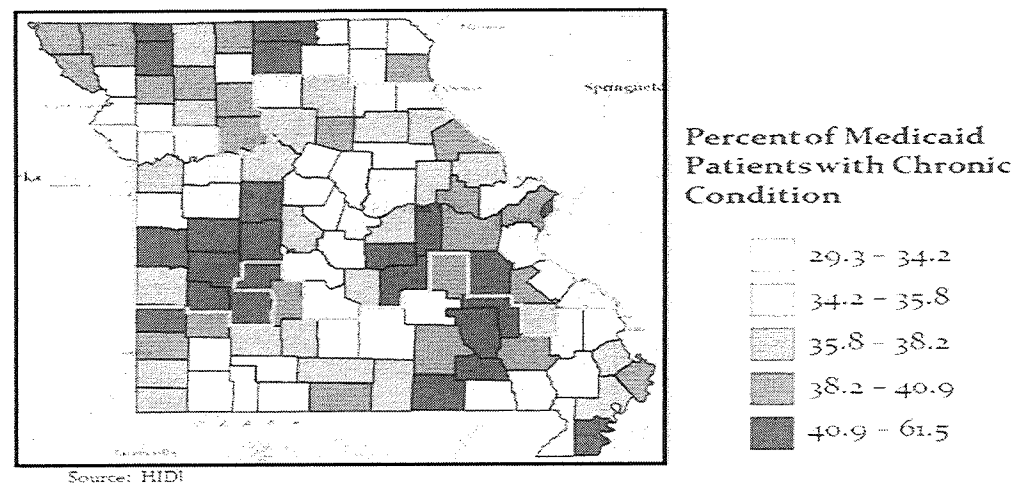 Springfield
Percent of Medicaid
Patients with Chronic
Condition
29.3 - 34.2
34.2 - 35.8
35.8 - 38.2
38.2 - 40.9
40.9 - 61.5
Source: HIDI